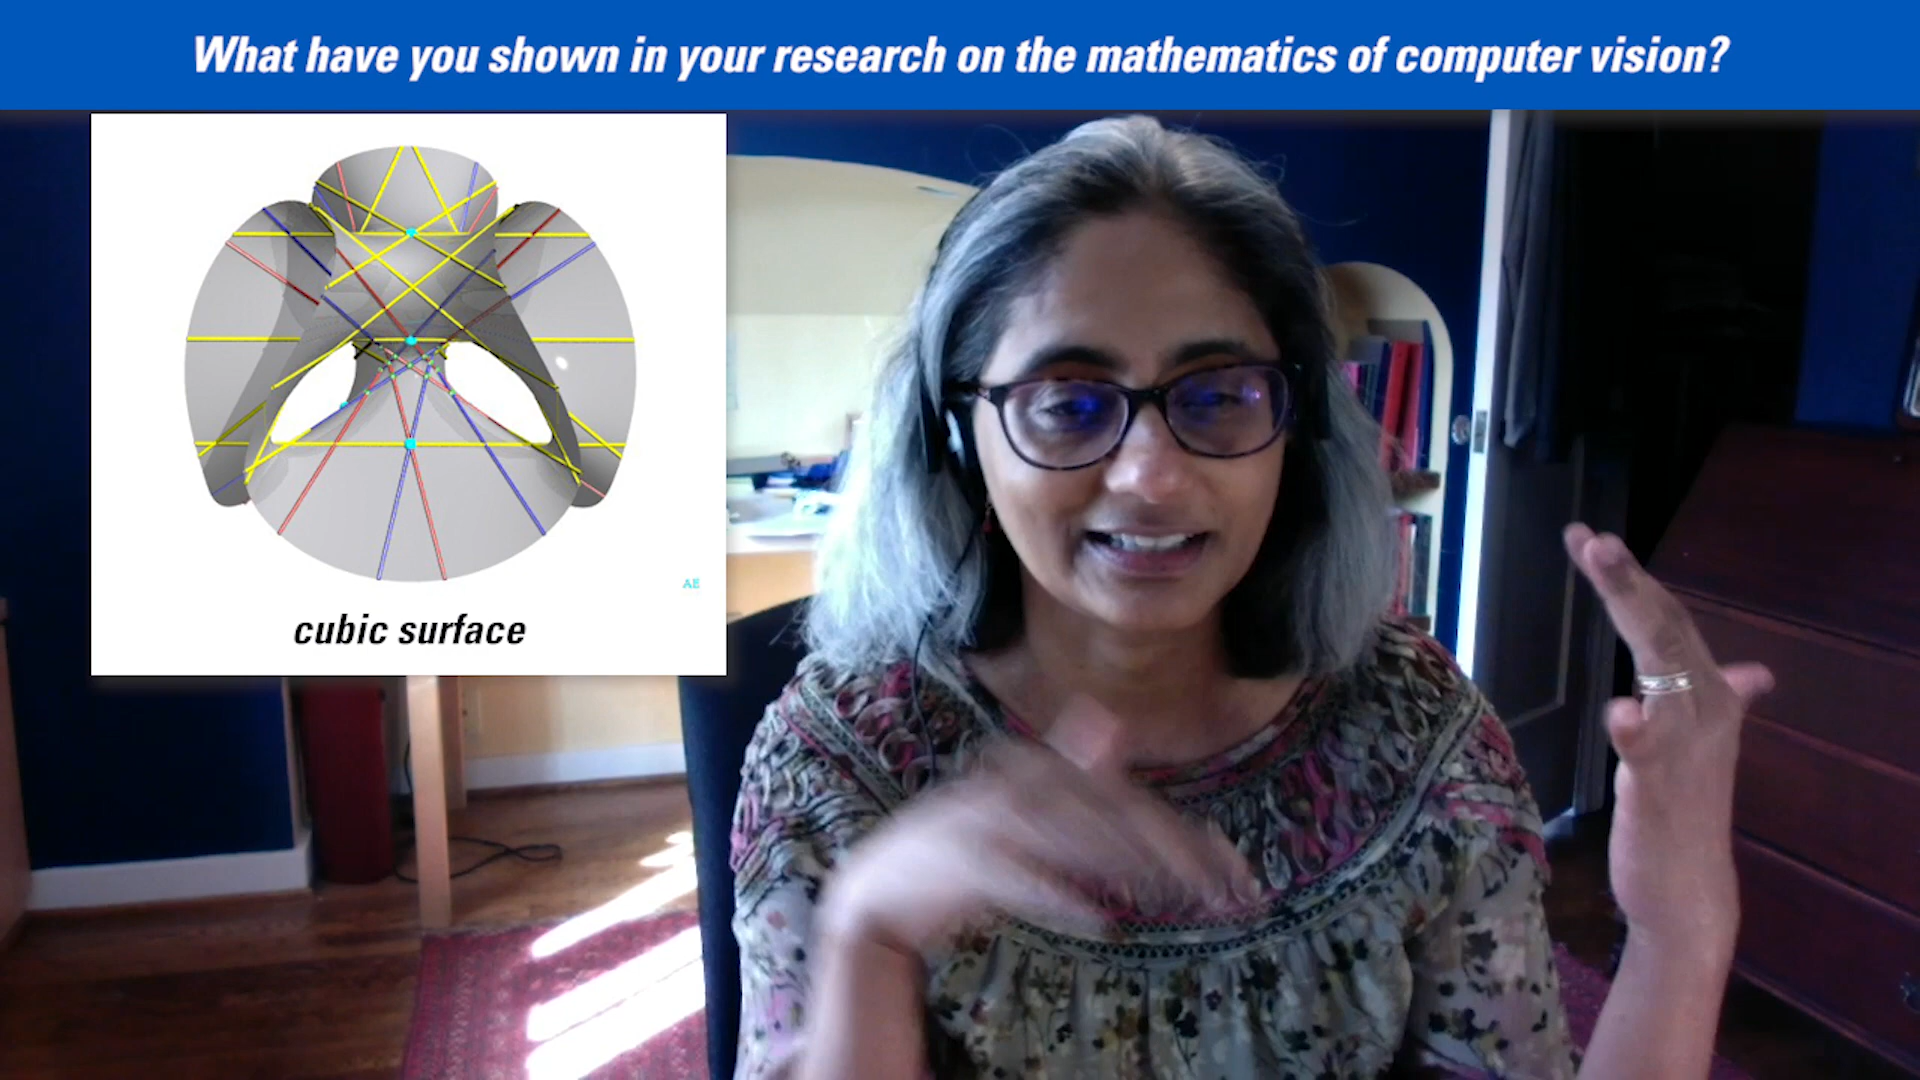 What have you shown in your research on the mathematics of computer vision?
AE
cubic surface